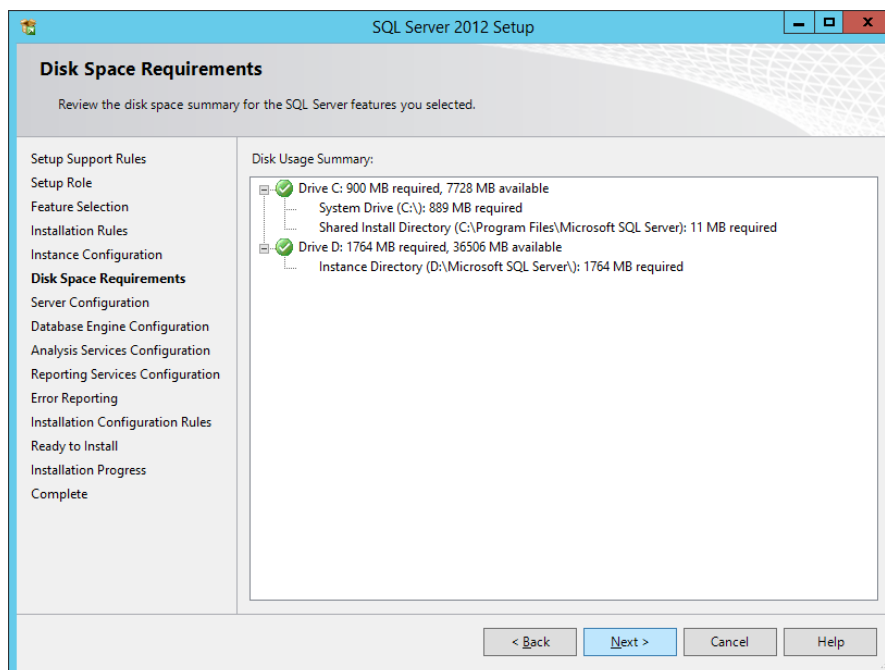 SQL Server 2012 Setup
Disk Space Requirements
Review the disk space summary for the SQL Server features you selected.
Setup Support Rules
Setup Role
Feature Selection
Installation Rules
Instance Configuration
Disk Space Requirements
Server Configuration
Database Engine Configuration
Analysis Services Configuration
Reporting Services Configuration
Error Reporting
Installation Configuration Rules
Ready to Install
Installation Progress
Complete
Disk Usage Summary:
Drive C: 900 MB required, 7728 MB available
System Drive (C:\): 889 MB required
Shared Install Directory (C:\Program Files\Microsoft SQL Server): 11 MB required
Drive D: 1764 MB required, 36506 MB available
Instance Directory (D:\Microsoft SQL Server\): 1764 MB required
< Back
Next >
Cancel
Help